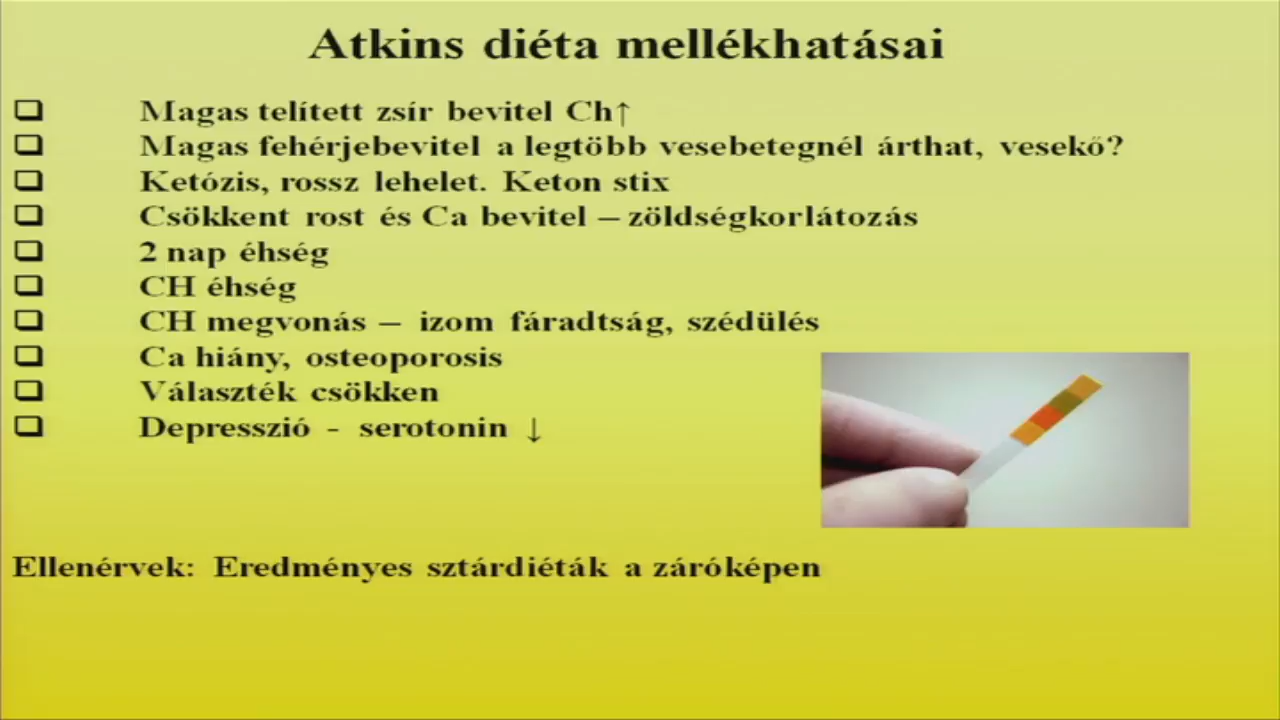 Atkins diéta mellékhatásai
Magas telített zsír bevitel Ch↑
Magas fehérjebevitel a legtöbb vesebetegnél árthat, vesekő?
Ketózis, rossz lehelet. Keton stix
Csökkent rost és Ca bevitel – zöldségkorlátozás
2 nap éhség
CH éhség
CH megvonás – izom fáradtság, szédülés
Ca hiány, osteoporosis
Választék csökken
Depresszió - serotonin ↓
Ellenérvek: Eredményes sztárdiéták a záróképen